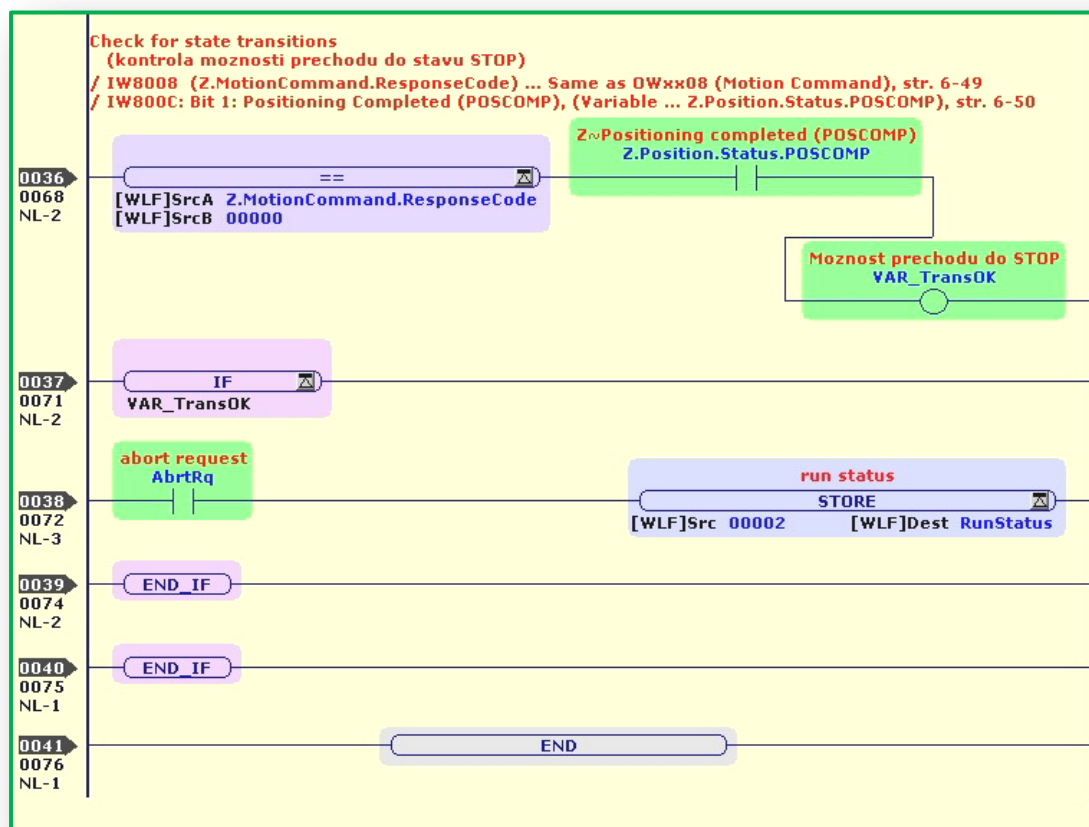 Check for state transitions
(kontrola moznosti prechodu do stavu STOP)
/ IW8008 (Z.MotionCommand.ResponseCode) ... Same as OWxx08 (Motion Command), str. 6-49
/ IW800C: Bit 1: Positioning Completed (POSCOMP), (Variable ... Z.Position.Status.POSCOMP), str. 6-50
Z~Positioning completed (POSCOMP)
Z.Position.Status.POSCOMP
0036
0068
NL-2
==
[WLF]SrcA Z.MotionCommand.ResponseCode
[WLF]SrcB 00000
Moznost prechodu do STOP
VAR_TransOK
0037
0071
NL-2
IF
VAR_TransOK
abort request
AbrtRq
0038
0072
NL-3
run status
STORE
[WLF]Src 00002 [WLF]Dest RunStatus
0039
0074
NL-2
END_IF
0040
0075
NL-1
END_IF
0041
0076
NL-1
END